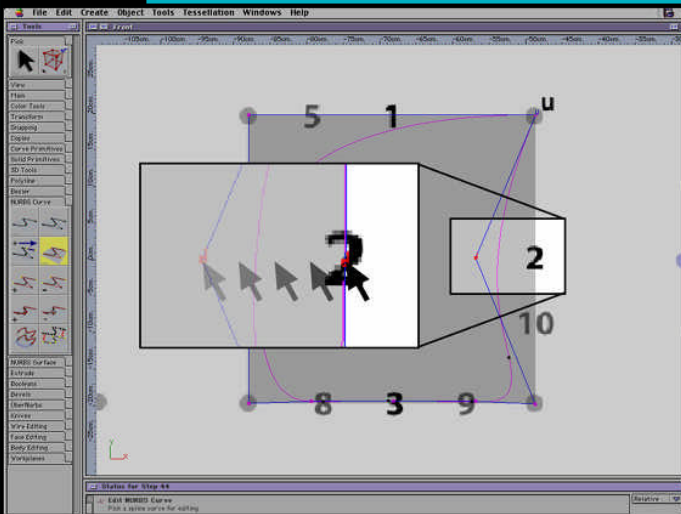 File Edit Create Object Tools Tessellation Windows Help
Tools
Front
Pick
View
Main
Color Tools
Transform
Snapping
Copies
Curve Primitives
Solid Primitives
3D Tools
Polyline
Bezier
NURBS Curve
NURBS Surface
Extrude
Booleans
Bevels
UberNurbs
Knives
Wire Editing
Face Editing
Body Editing
Workplanes
5 1 u
2
2
10
8 3 9
Y
X
Status for Step 44
Edit NURBS Curve
Pick a spline curve for editing
Relative